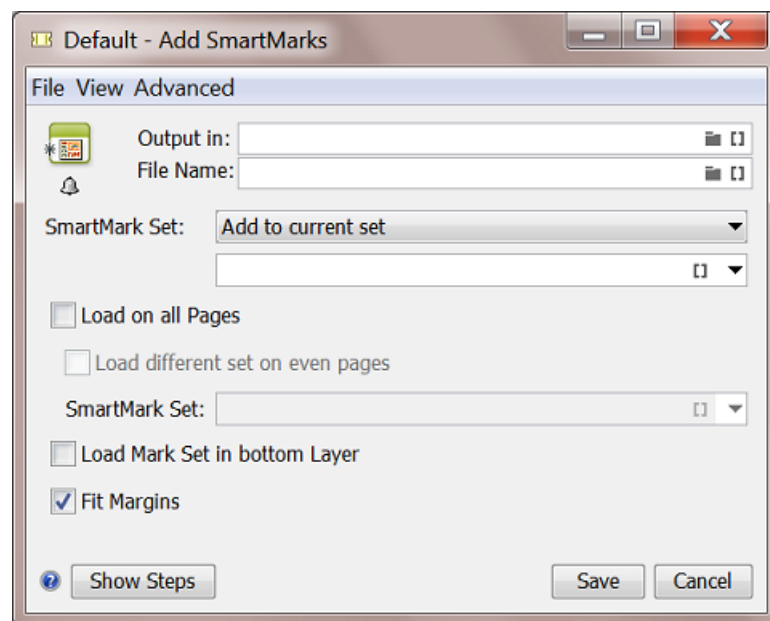 Default - Add SmartMarks
File View Advanced
Output in:
File Name:
SmartMark Set: Add to current set
Load on all Pages
Load different set on even pages
SmartMark Set:
Load Mark Set in bottom Layer
Fit Margins
Show Steps Save Cancel